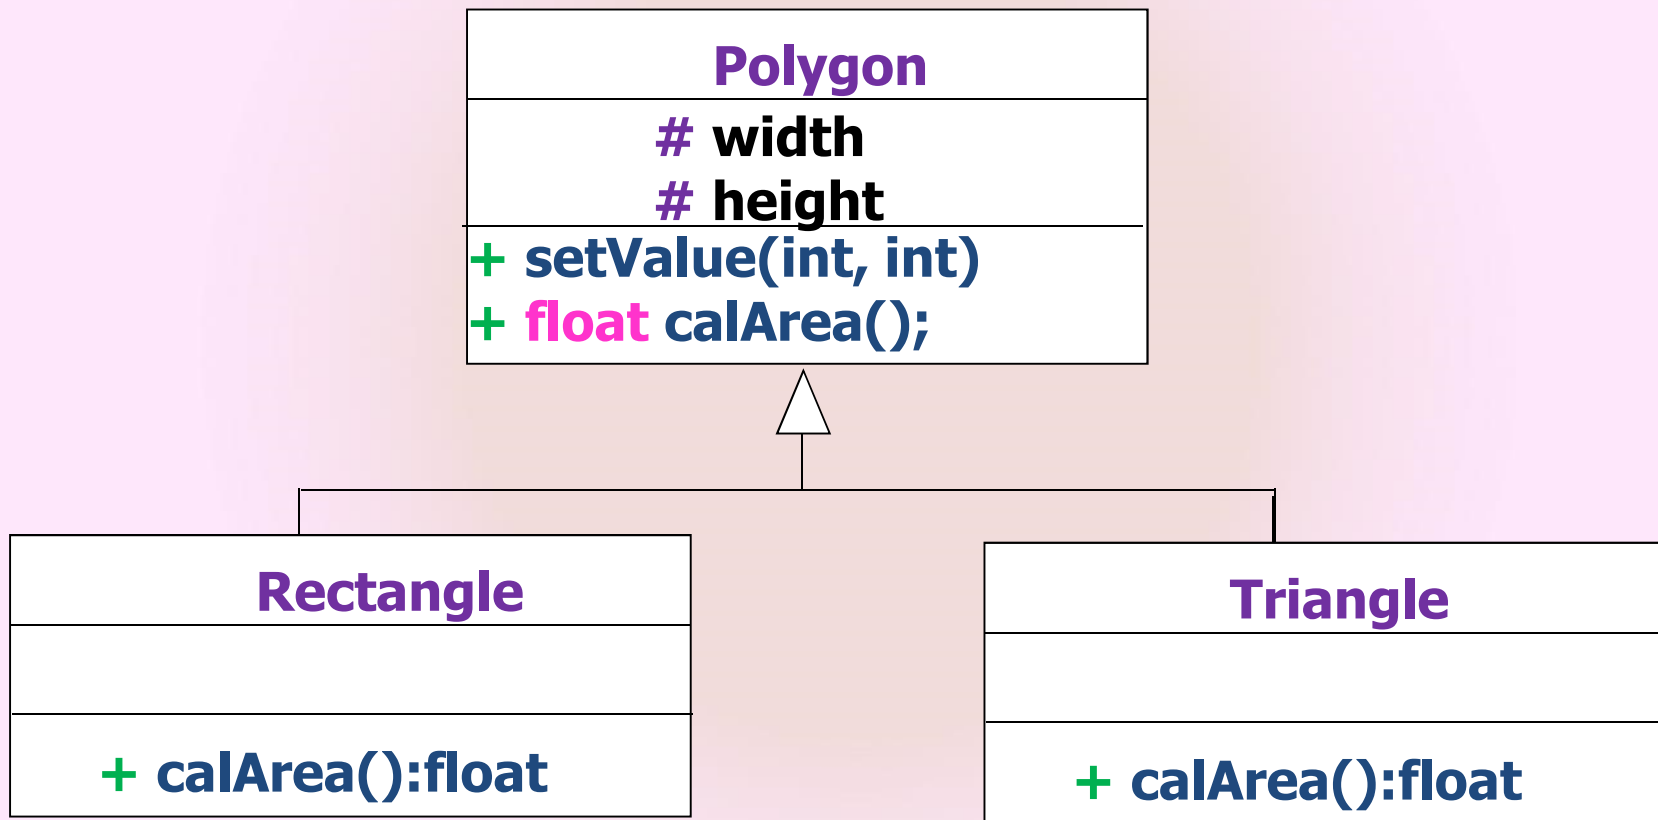 Polygon
# width
# height
+ setValue(int, int)
+ float calArea();
Rectangle
+ calArea():float
Triangle
+ calArea():float